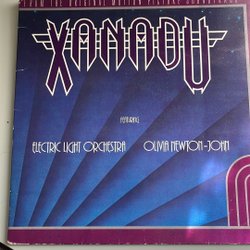 FROM THE ORIGINAL MOTION PICTURE SOUNDTRACK
XANADU
FEATURING
ELECTRIC LIGHT ORCHESTRA OLIVIA NEWTON-JOHN